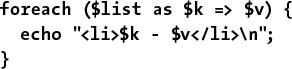 foreach ($list as $k => $v) {
  echo "<li>$k - $v</li>\n";
}